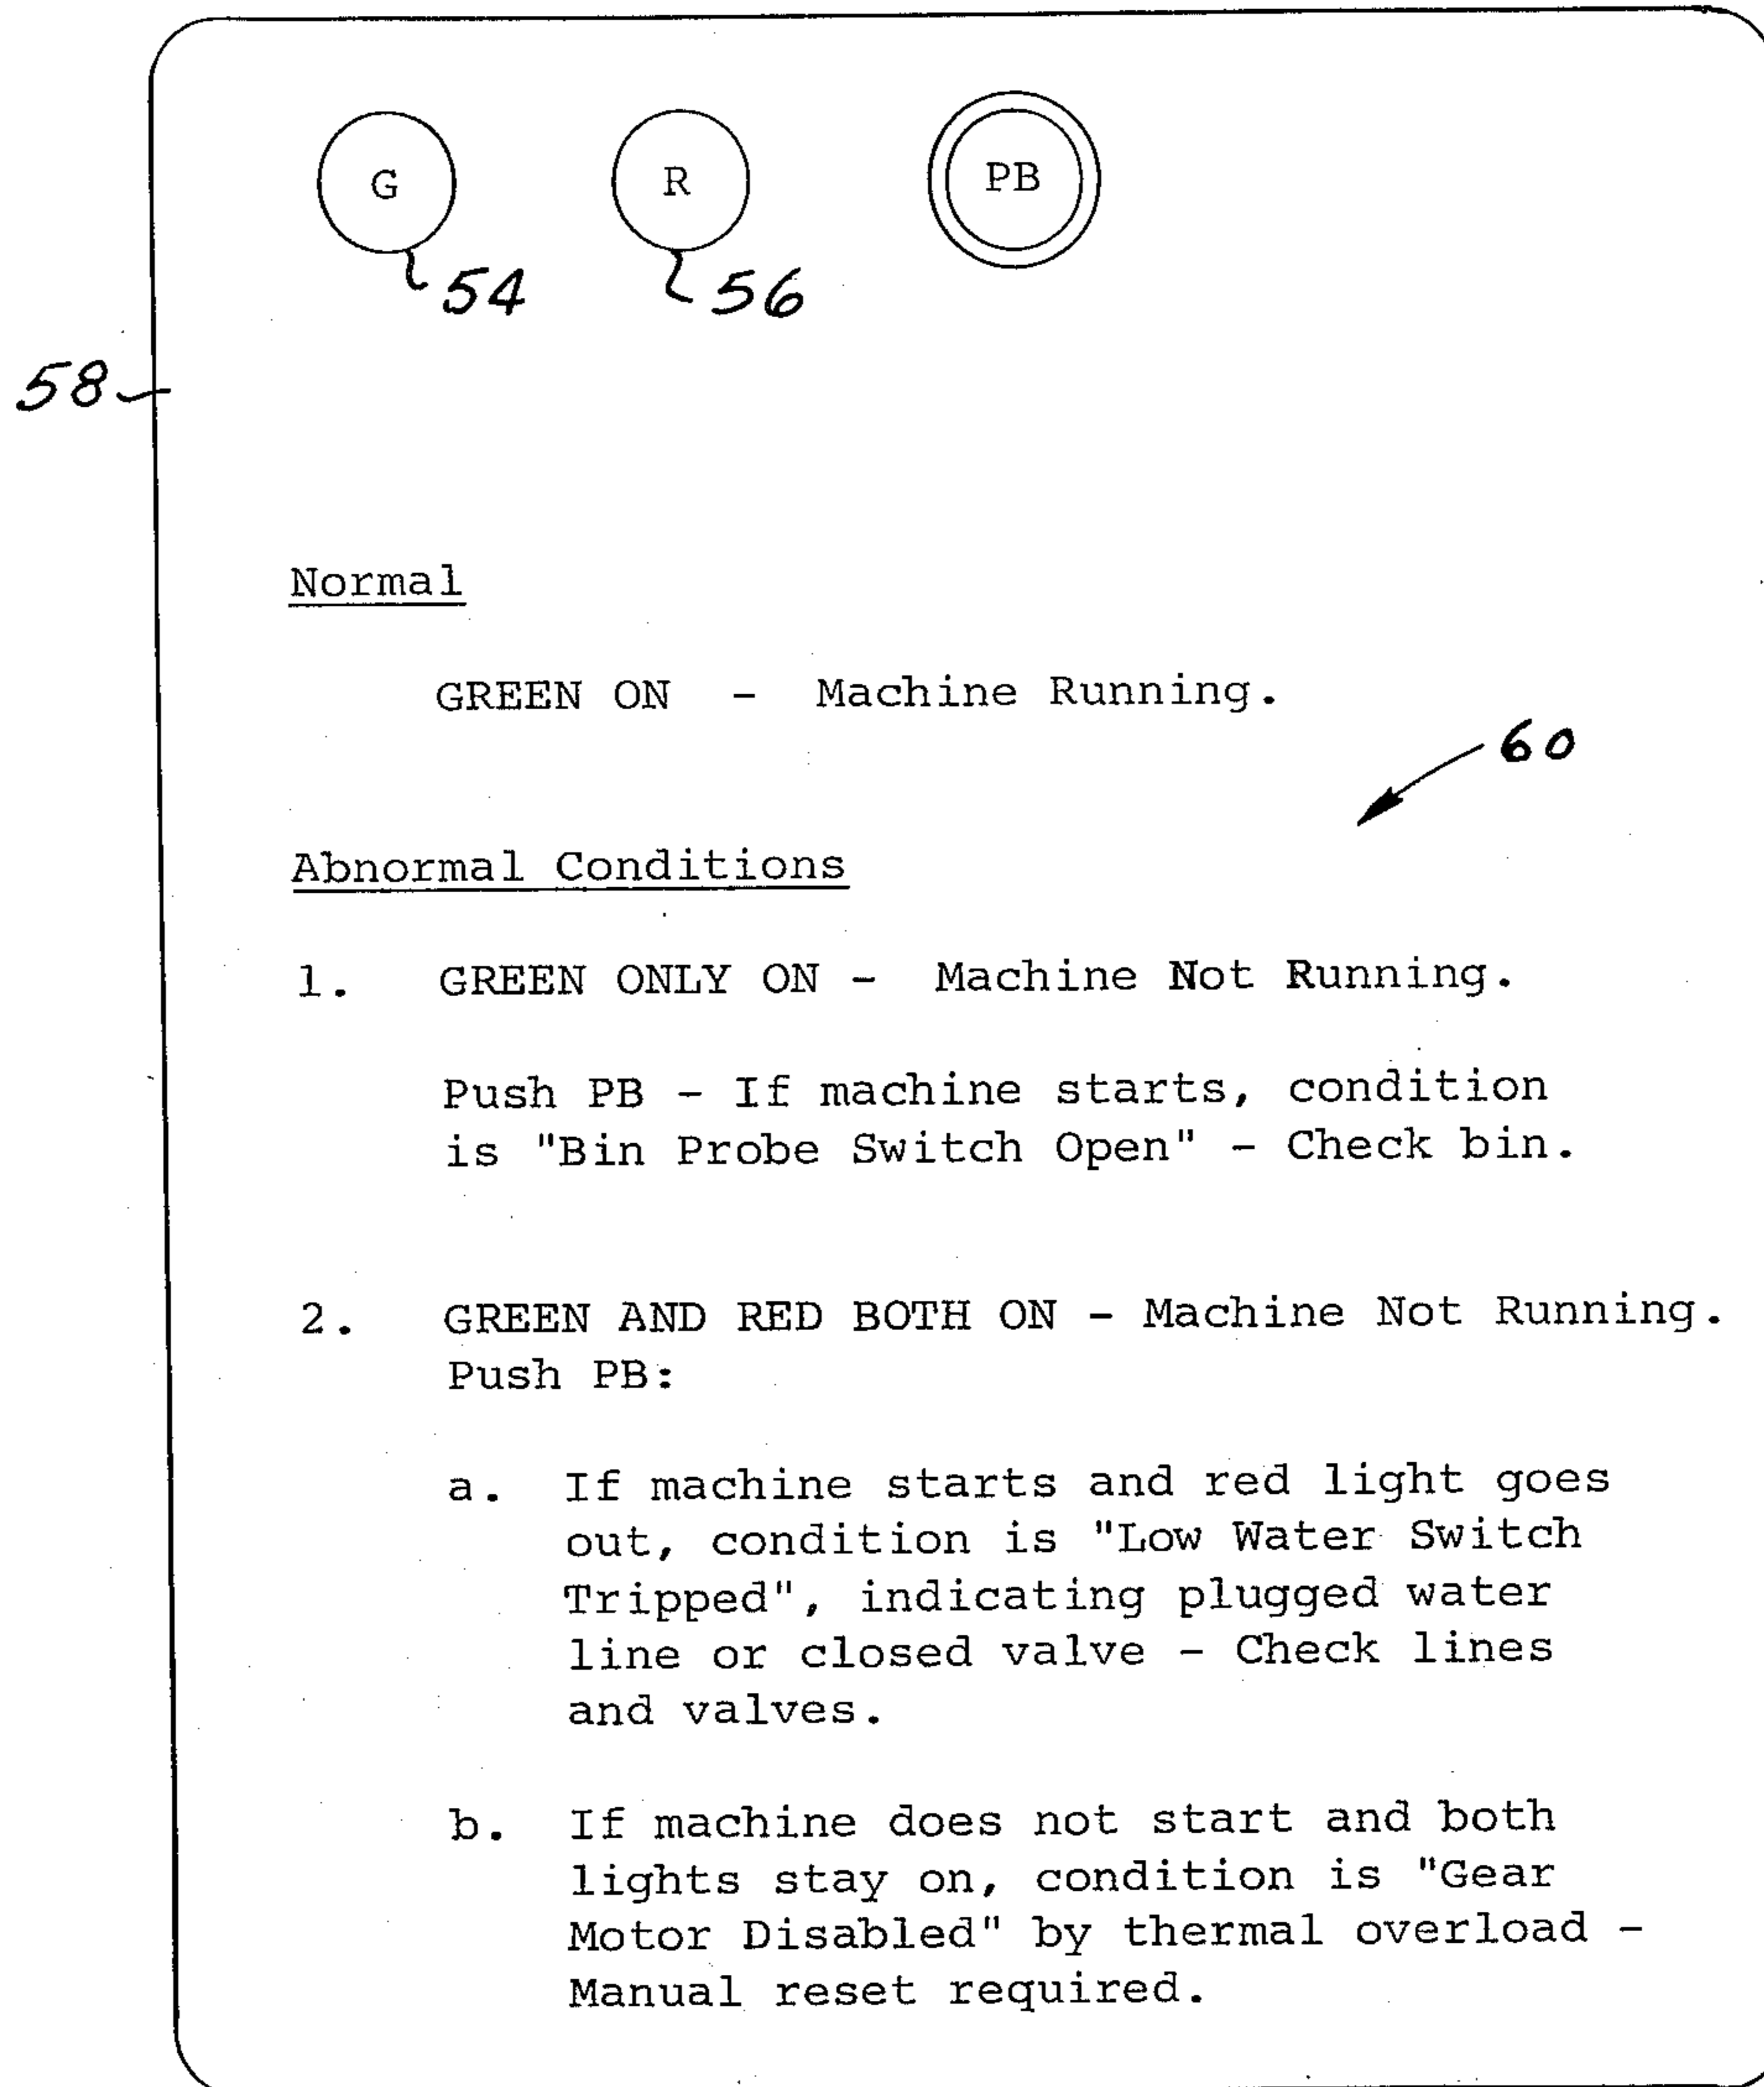 G R PB
54 56
58
Normal
GREEN ON - Machine Running.
60
Abnormal Conditions
1. GREEN ONLY ON - Machine Not Running.
Push PB - If machine starts, condition
is "Bin Probe Switch Open" - Check bin.
2. GREEN AND RED BOTH ON - Machine Not Running.
Push PB:
a. If machine starts and red light goes
out, condition is "Low Water Switch
Tripped", indicating plugged water
line or closed valve - Check lines
and valves.
b. If machine does not start and both
lights stay on, condition is "Gear
Motor Disabled" by thermal overload -
Manual reset required.